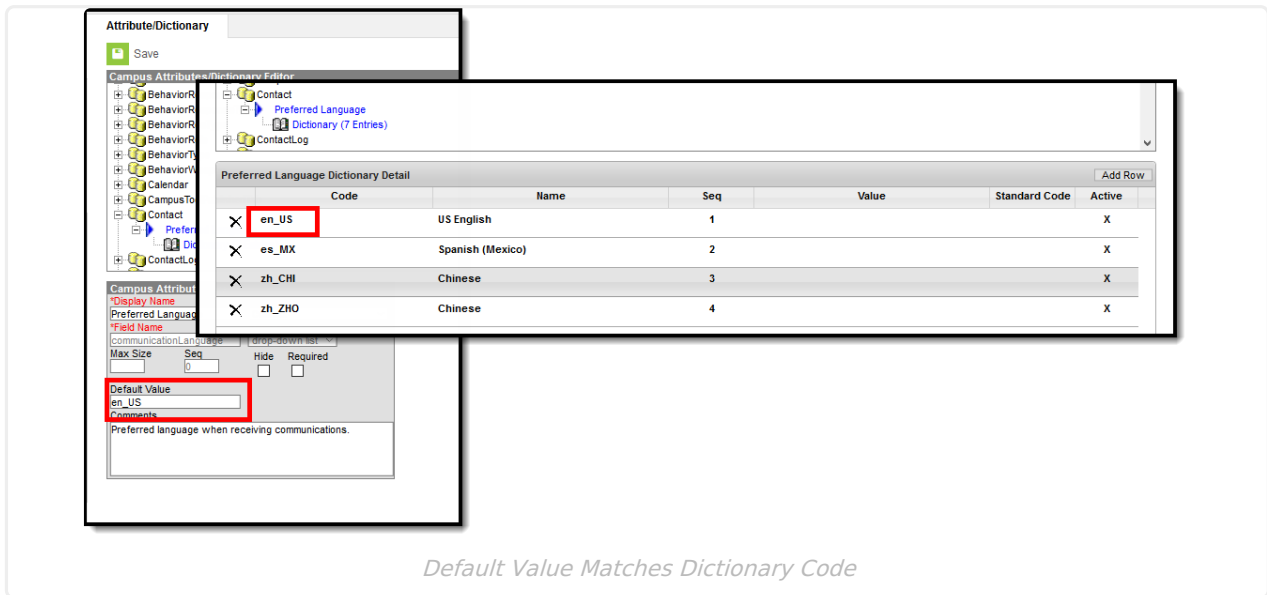 Attribute/Dictionary
Save
Campus Attributes/Dictionary Editor
BehaviorR
BehaviorR
BehaviorR
BehaviorR
BehaviorTy
BehaviorW
Calendar
CampusToo
Contact
Prefer
Dic
ContactLo
Campus Attribut
*Display Name
Preferred Languag
*Field Name
communicationLanguage drop-down list
Max Size Seq Hide Required
0
Default Value
en_US
Comments
Preferred language when receiving communications.
Contact
Preferred Language
Dictionary (7 Entries)
ContactLog
Preferred Language Dictionary Detail Add Row
Code Name Seq Value Standard Code Active
X en_US US English 1 X
X es_MX Spanish (Mexico) 2 X
X zh_CHI Chinese 3 X
X zh_ZHO Chinese 4 X
Default Value Matches Dictionary Code